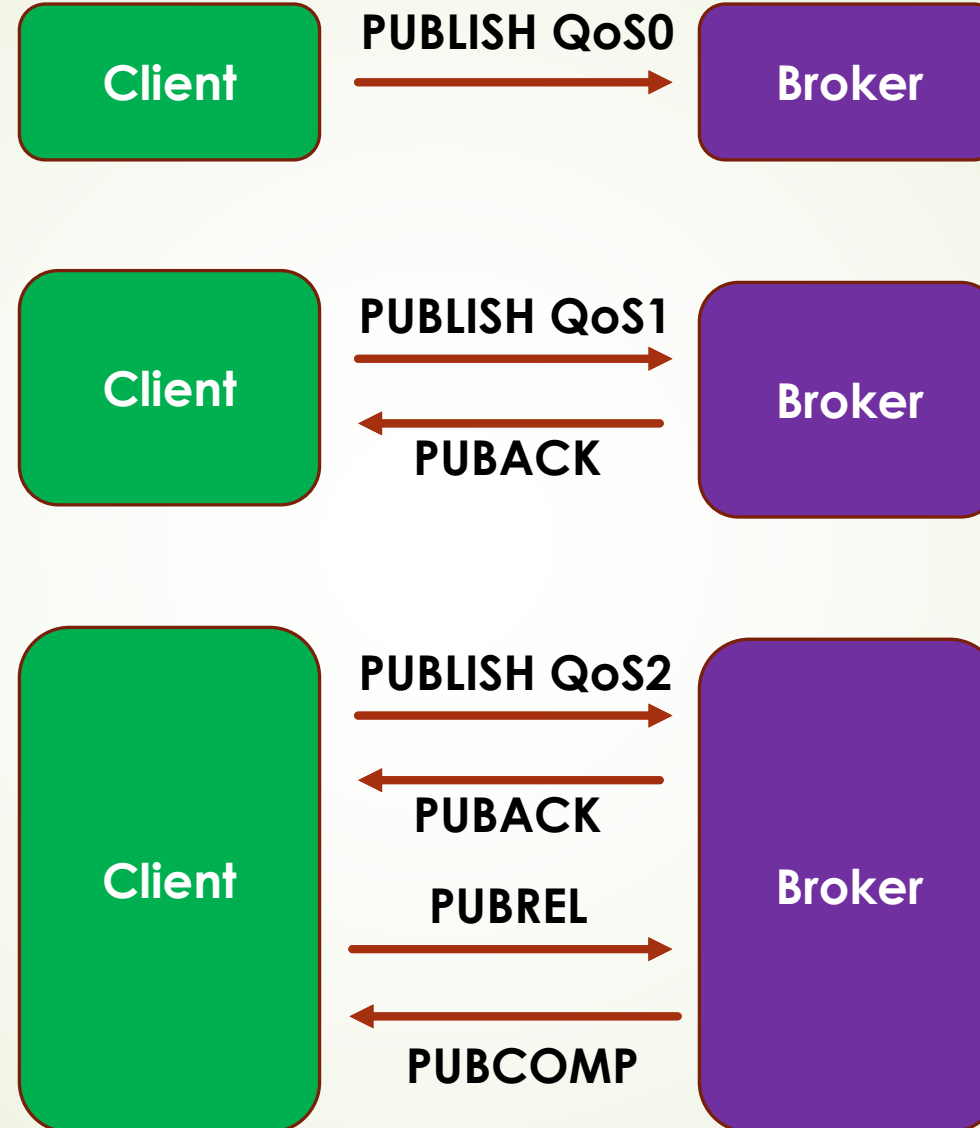 PUBLISH QoS0
Client
Broker
PUBLISH QoS1
Client
Broker
PUBACK
PUBLISH QoS2
PUBACK
Client
Broker
PUBREL
PUBCOMP